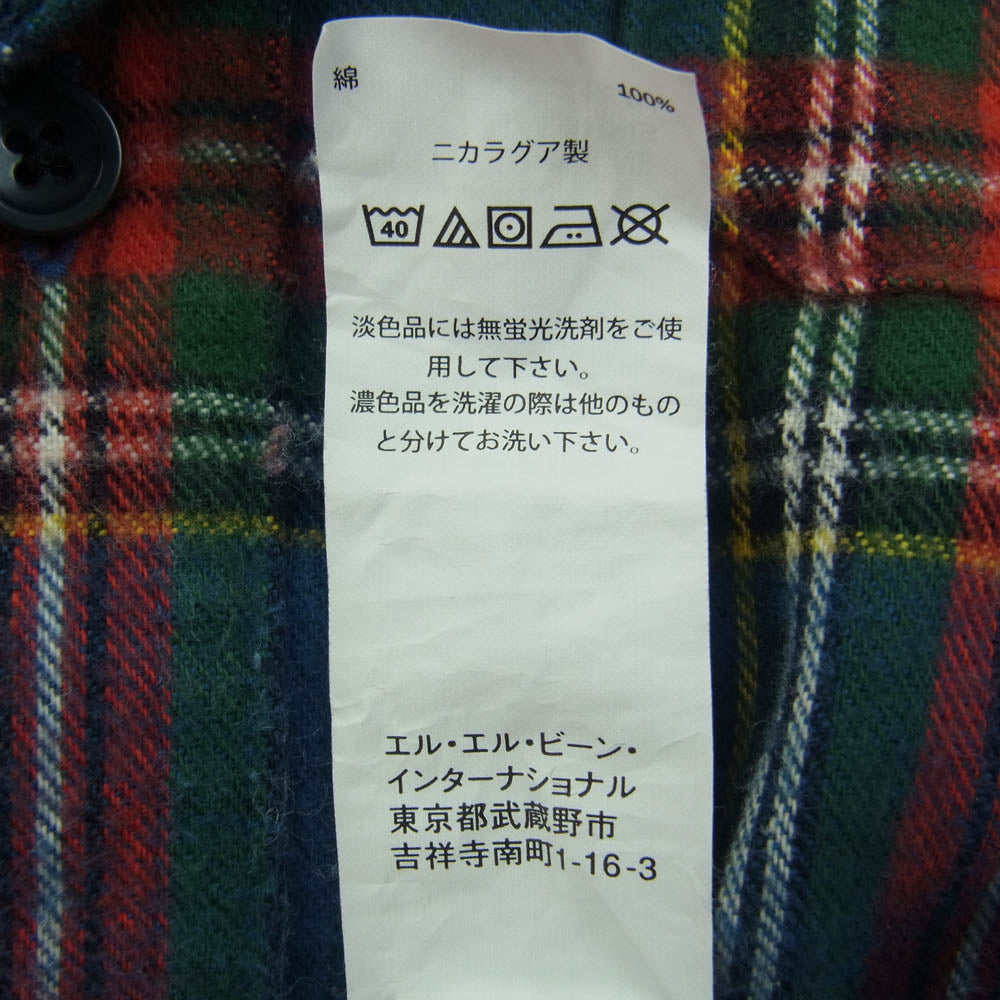 綿 100%
ニカラグア製
40
淡色品には無蛍光洗剤をご使
用して下さい。
濃色品を洗濯の際は他のもの
と分けてお洗い下さい。
エル・エル・ビーン・
インターナショナル
東京都武蔵野市
吉祥寺南町1-16-3